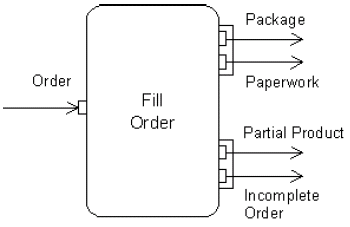 Package
Order
Paperwork
Fill
Order
Partial Product
Incomplete
Order